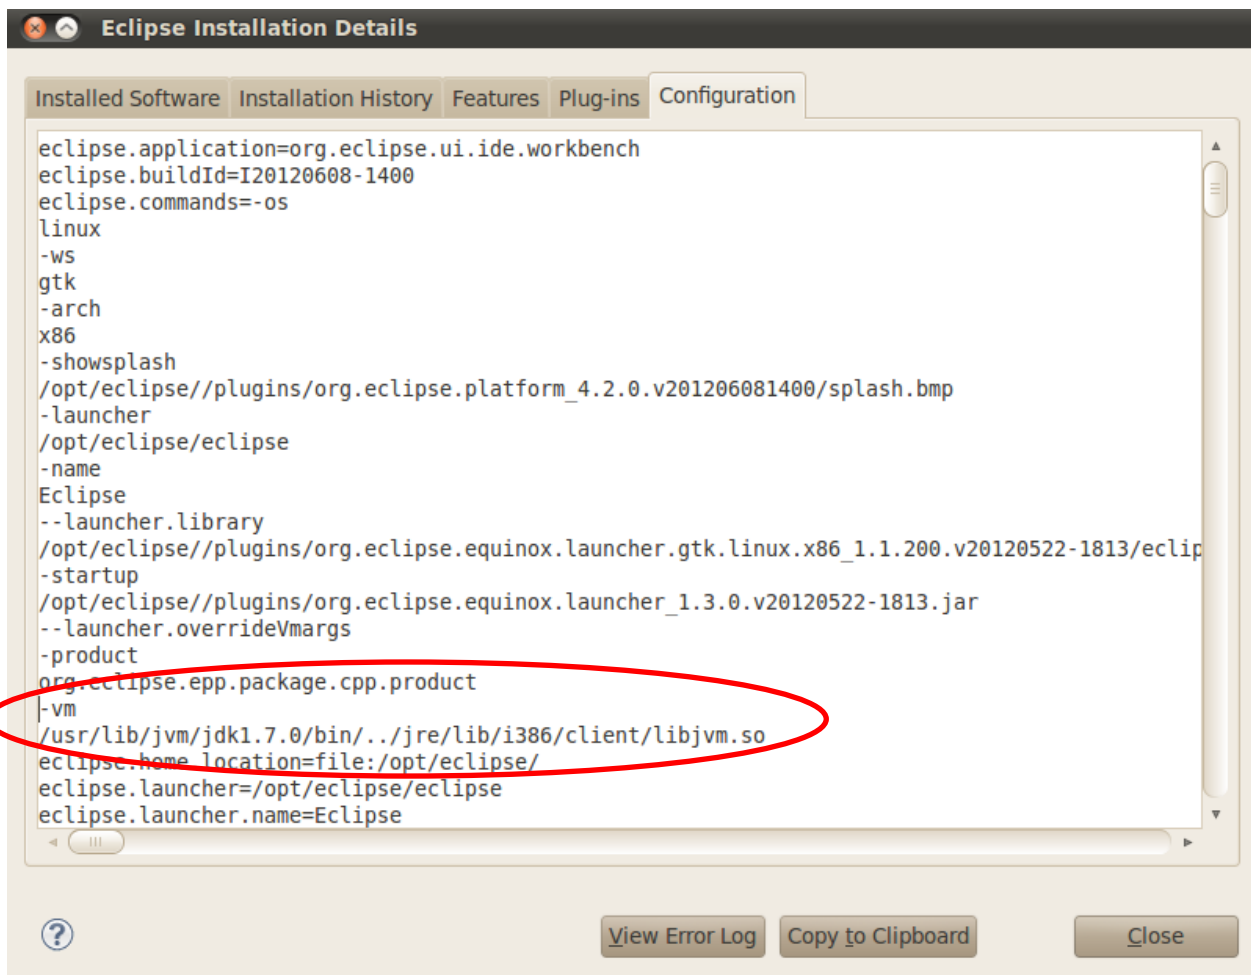 Eclipse Installation Details
Installed Software Installation History Features Plug-ins Configuration
eclipse.application=org.eclipse.ui.ide.workbench
eclipse.buildId=I20120608-1400
eclipse.commands=-os
linux
-ws
gtk
-arch
x86
-showsplash
/opt/eclipse//plugins/org.eclipse.platform_4.2.0.v201206081400/splash.bmp
-launcher
/opt/eclipse/eclipse
-name
Eclipse
--launcher.library
/opt/eclipse//plugins/org.eclipse.equinox.launcher.gtk.linux.x86_1.1.200.v20120522-1813/eclip
-startup
/opt/eclipse//plugins/org.eclipse.equinox.launcher_1.3.0.v20120522-1813.jar
--launcher.overrideVmargs
-product
org.eclipse.epp.package.cpp.product
-vm
/usr/lib/jvm/jdk1.7.0/bin/../jre/lib/i386/client/libjvm.so
eclipse.home.location=file:/opt/eclipse/
eclipse.launcher=/opt/eclipse/eclipse
eclipse.launcher.name=Eclipse
? View Error Log Copy to Clipboard Close